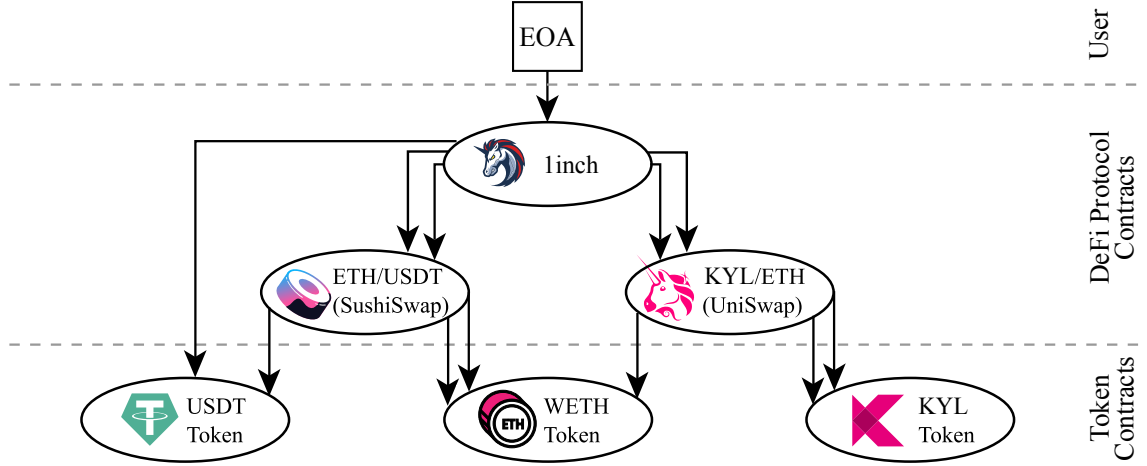 EOA
User
1inch
DeFi Protocol
Contracts
ETH/USDT
(SushiSwap)
KYL/ETH
(UniSwap)
USDT
Token
ETH
WETH
Token
KYL
Token
Token
Contracts